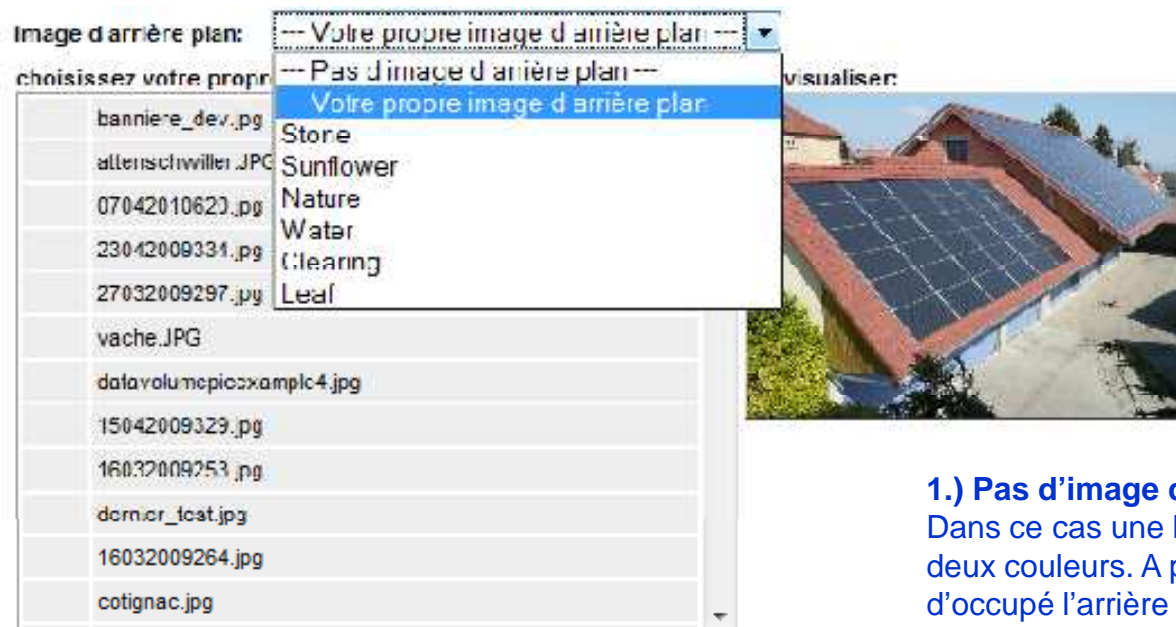 Image d arrière plan: --- Votre propre image d arrière plan ---
choisissez votre propre visualiser:
--- Pas d image d arrière plan ---
Votre propre image d arrière plan
Stone
Sunflower
Nature
Water
Clearing
Leaf
banniere_dev.jpg
attenschwiller.JPG
07042010620.jpg
23042009331.jpg
27032009297.jpg
vache.JPG
datavolumepicexample4.jpg
15042009329.jpg
16032009253.jpg
dernier_test.jpg
16032009264.jpg
cotignac.jpg
1.) Pas d’image
Dans ce cas une
deux couleurs. A
d’occupé l’arrière